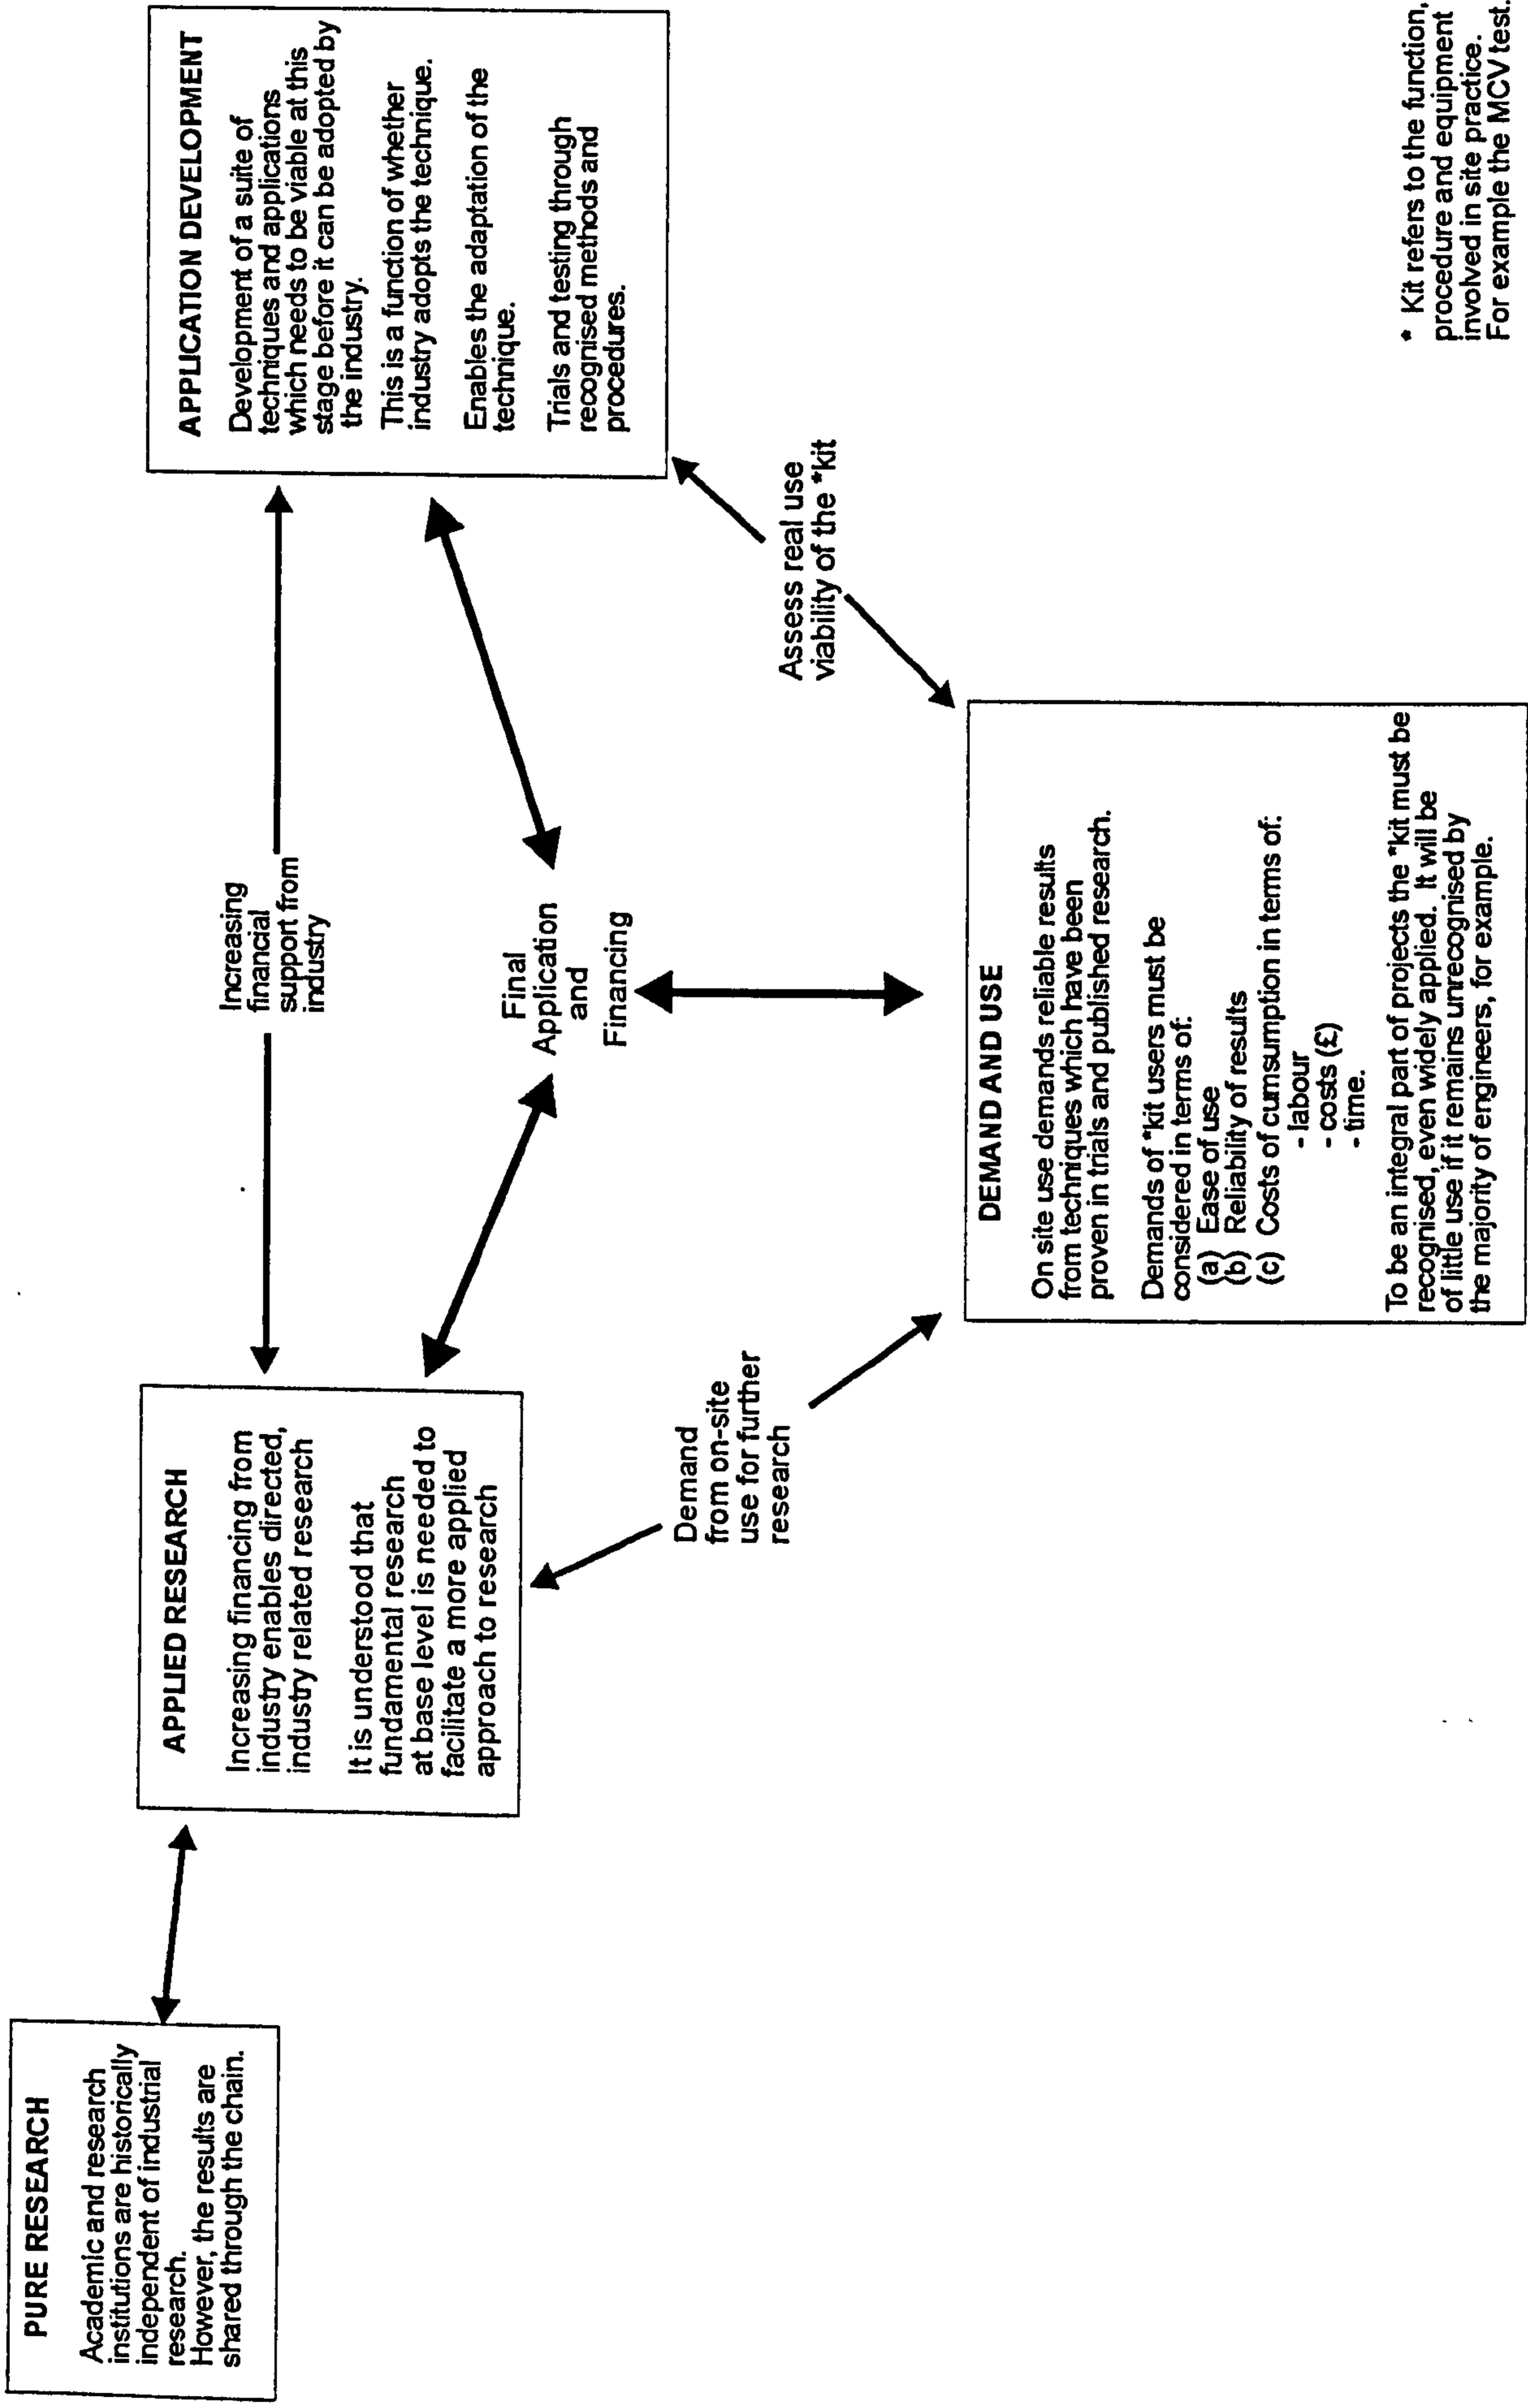 PURE RESEARCH
Academic and research
institutions are historically
independent of industrial
research.
However, the results are
shared through the chain.
APPLIED RESEARCH
Increasing financing from
industry enables directed,
industry related research
It is understood that
fundamental research
at base level is needed to
facilitate a more applied
approach to research
Increasing
financial
support from
industry
APPLICATION DEVELOPMENT
Development of a suite of
techniques and applications
which needs to be viable at this
stage before it can be adopted by
the industry.
This is a function of whether
industry adopts the technique.
Enables the adaptation of the
technique.
Trials and testing through
recognised methods and
procedures.
Final
Application
and
Financing
Demand
from on-site
use for further
research
Assess real use
viability of the *kit
DEMAND AND USE
On site use demands reliable results
from techniques which have been
proven in trials and published research.
Demands of *kit users must be
considered in terms of:
(a) Ease of use
(b) Reliability of results
(c) Costs of cumsumption in terms of:
- labour
- costs (£)
- time.
To be an integral part of projects the *kit must be
recognised, even widely applied. It will be
of little use if it remains unrecognised by
the majority of engineers, for example.
* Kit refers to the function,
procedure and equipment
involved in site practice.
For example the MCV test.